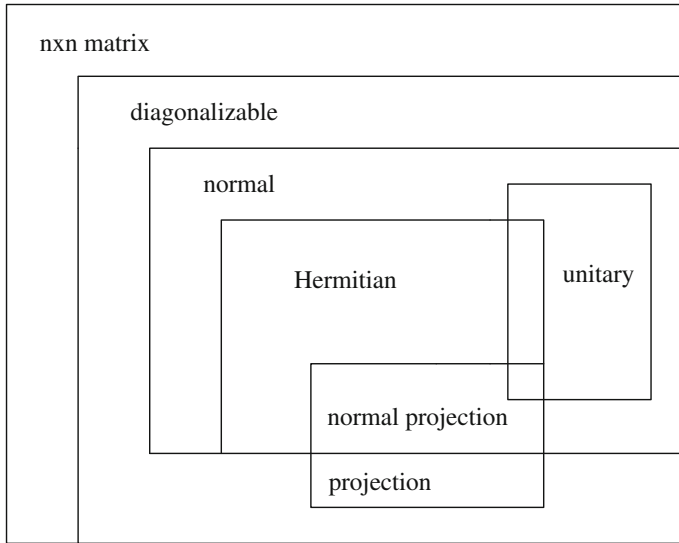 nxn matrix
diagonalizable
normal
Hermitian
unitary
normal projection
projection